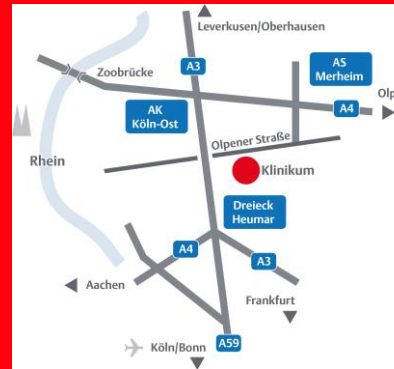 Leverkusen/Oberhausen
Zoobrücke
A3
AS
Merheim
Olp
A4
AK
Köln-Ost
Olpener Straße
Rhein
Klinikum
Dreieck
Heumar
A4
A3
Aachen
Frankfurt
Köln/Bonn
A59